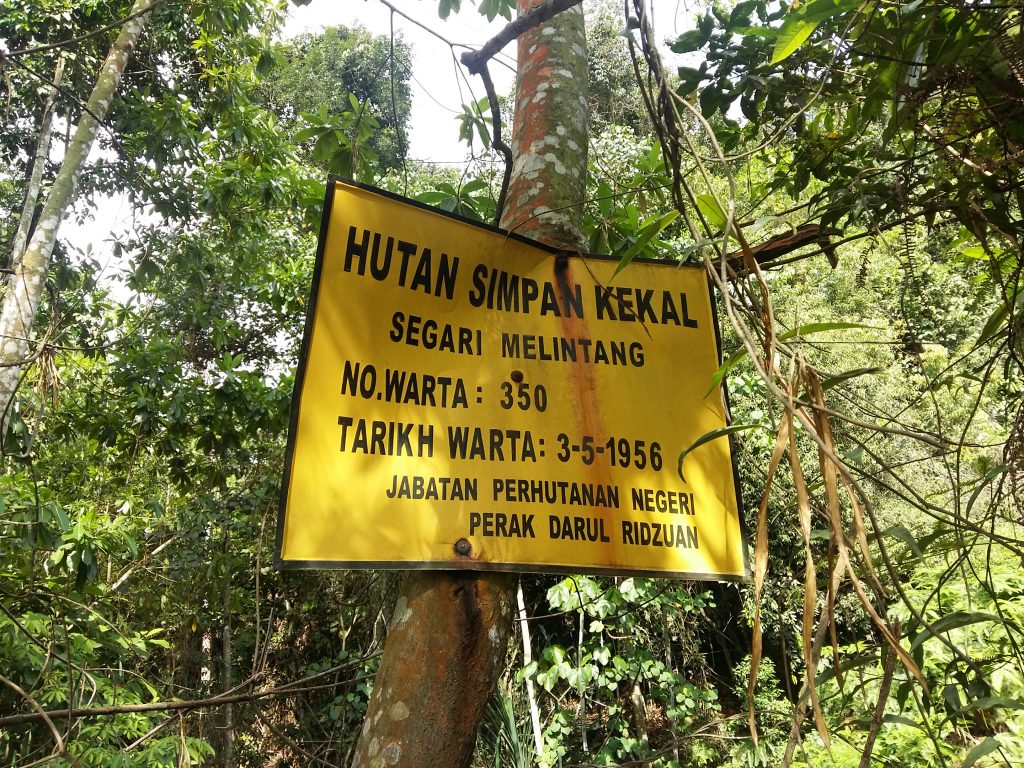 HUTAN SIMPAN KEKAL
SEGARI MELINTANG
NO.WARTA : 350
TARIKH WARTA: 3-5-1956
JABATAN PERHUTANAN NEGERI
PERAK DARUL RIDZUAN